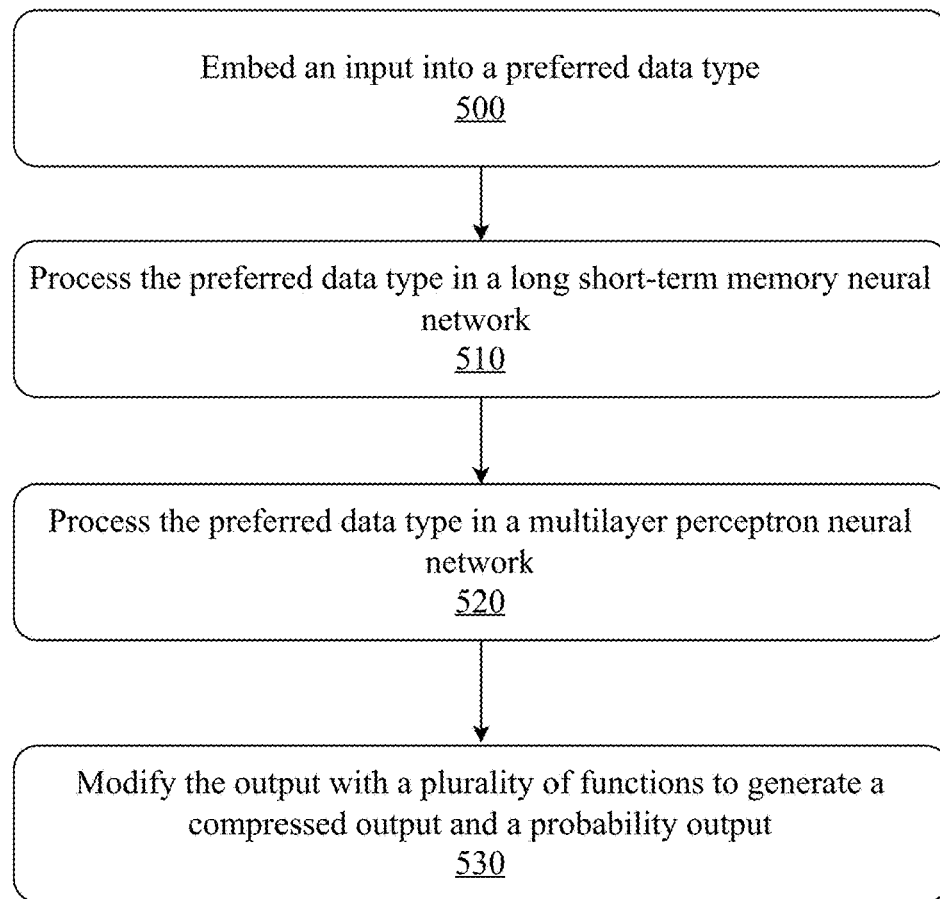 Embed an input into a preferred data type
500
Process the preferred data type in a long short-term memory neural
network
510
Process the preferred data type in a multilayer perceptron neural
network
520
Modify the output with a plurality of functions to generate a
compressed output and a probability output
530